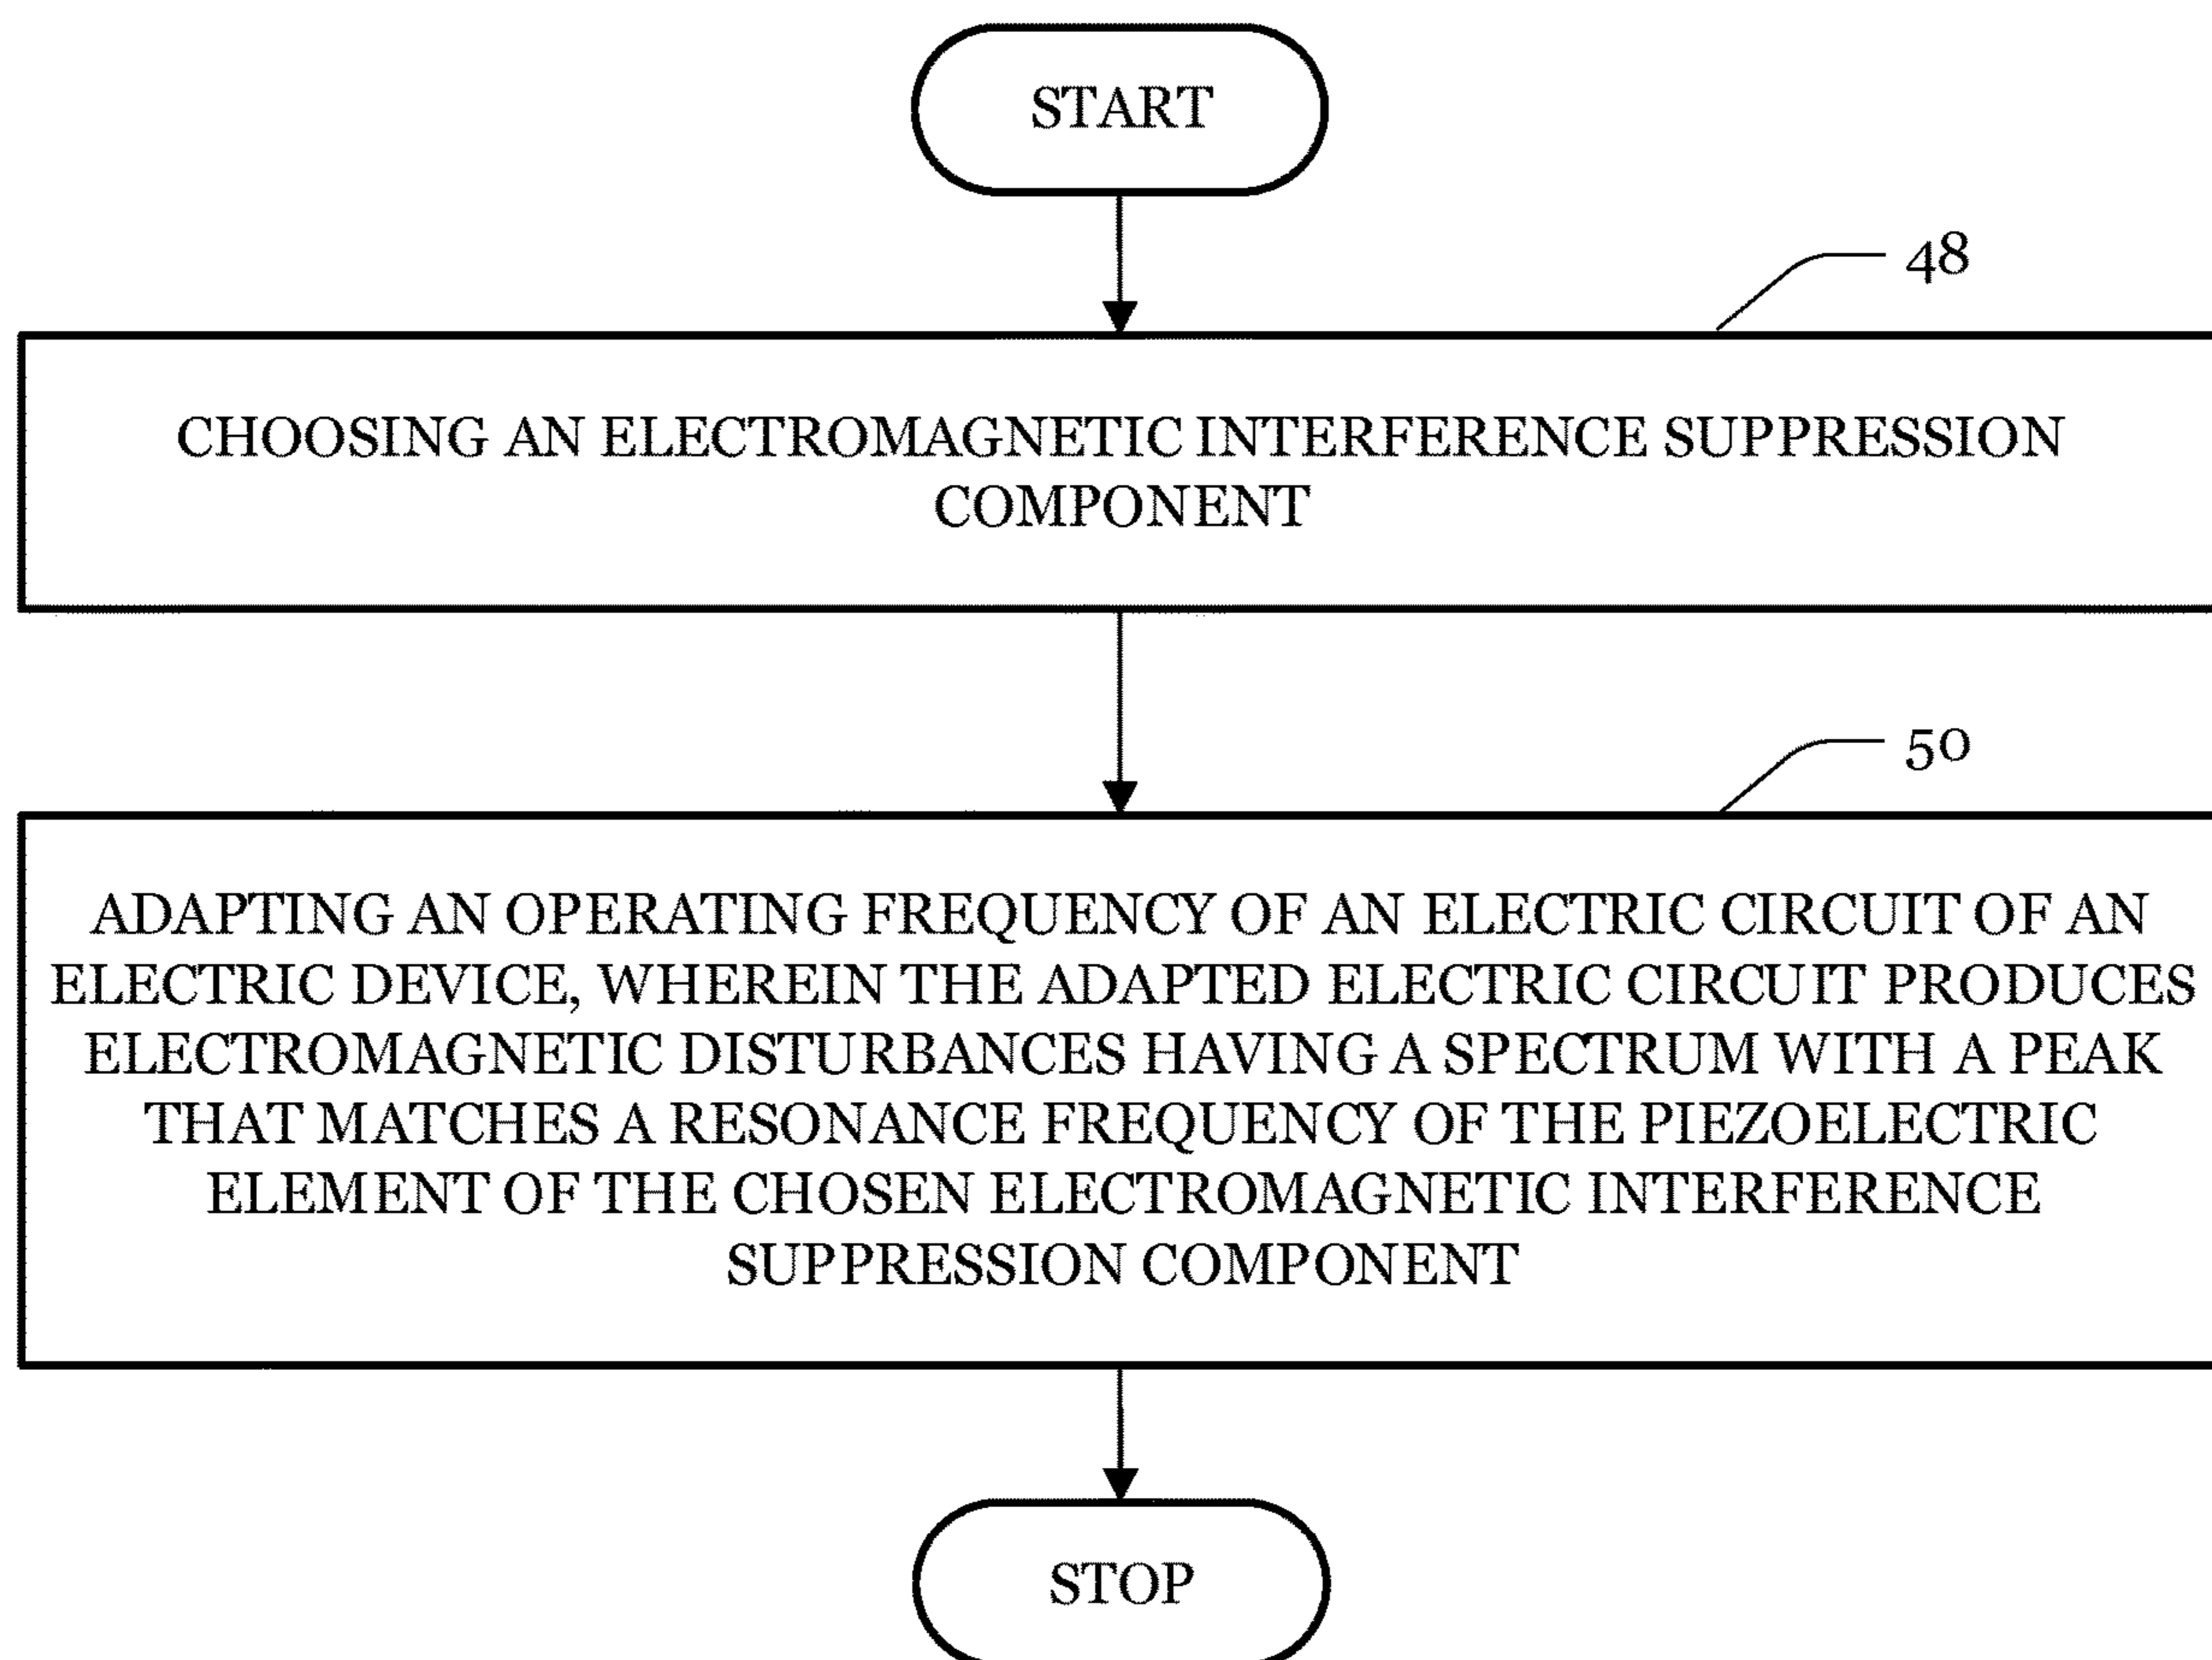 START
48
CHOOSING AN ELECTROMAGNETIC INTERFERENCE SUPPRESSION
COMPONENT
50
ADAPTING AN OPERATING FREQUENCY OF AN ELECTRIC CIRCUIT OF AN
ELECTRIC DEVICE, WHEREIN THE ADAPTED ELECTRIC CIRCUIT PRODUCES
ELECTROMAGNETIC DISTURBANCES HAVING A SPECTRUM WITH A PEAK
THAT MATCHES A RESONANCE FREQUENCY OF THE PIEZOELECTRIC
ELEMENT OF THE CHOSEN ELECTROMAGNETIC INTERFERENCE
SUPPRESSION COMPONENT
STOP